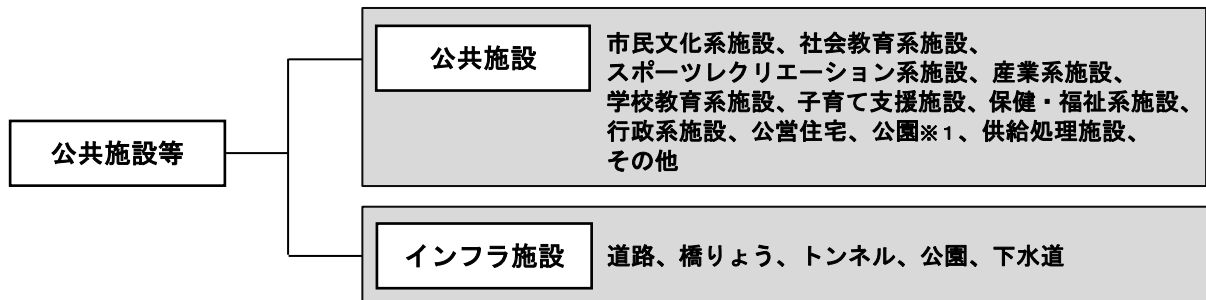 公共施設等
公共施設
市民文化系施設、社会教育系施設、
スポーツレクリエーション系施設、産業系施設、
学校教育系施設、子育て支援施設、保健・福祉系施設、
行政系施設、公営住宅、公園※1、供給処理施設、
その他
インフラ施設
道路、橋りょう、トンネル、公園、下水道